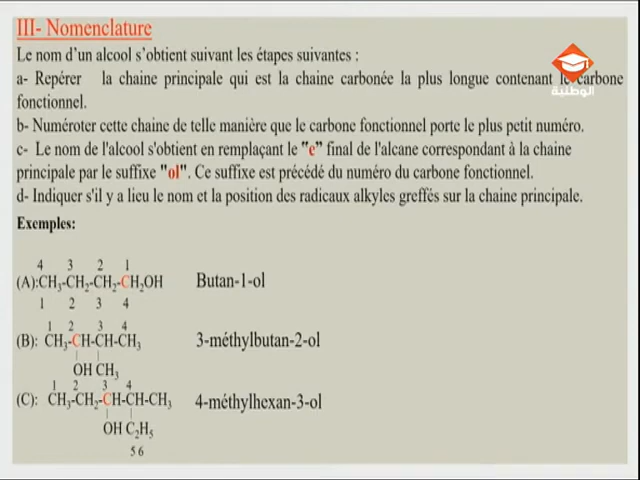 III- Nomenclature
Le nom d'un alcool s'obtient suivant les étapes suivantes :
a- Repérer la chaine principale qui est la chaine carbonée la plus longue contenant le carbone
fonctionnel.
b- Numéroter cette chaine de telle manière que le carbone fonctionnel porte le plus petit numéro.
c- Le nom de l'alcool s'obtient en remplaçant le "e" final de l'alcane correspondant à la chaine
principale par le suffixe "ol". Ce suffixe est précédé du numéro du carbone fonctionnel.
d- Indiquer s'il y a lieu le nom et la position des radicaux alkyles greffés sur la chaine principale.
الوطنية
Exemples:
4 3 2 1
(A):CH₃-CH₂-CH₂-CH₂OH Butan-1-ol
1 2 3 4
1 2 3 4
(B): CH₃-CH-CH-CH₃ 3-méthylbutan-2-ol
OH CH₃
1 2 3 4
(C): CH₃-CH₂-CH-CH-CH₃ 4-méthylhexan-3-ol
OH C₂H₅
5 6